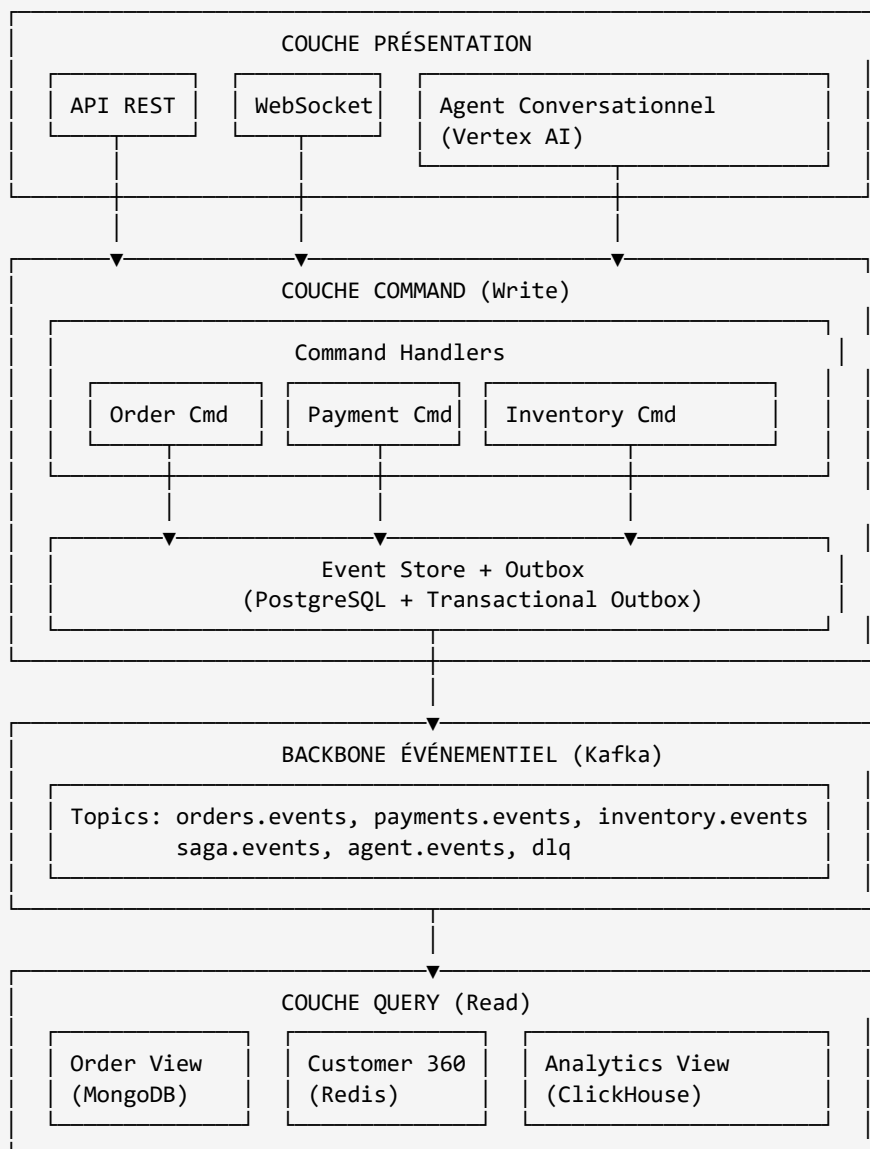 COUCHE PRÉSENTATION
API REST WebSocket Agent Conversationnel
(Vertex AI)
COUCHE COMMAND (Write)
Command Handlers
Order Cmd Payment Cmd Inventory Cmd
Event Store + Outbox
(PostgreSQL + Transactional Outbox)
BACKBONE ÉVÉNEMENTIEL (Kafka)
Topics: orders.events, payments.events, inventory.events
saga.events, agent.events, dlq
COUCHE QUERY (Read)
Order View Customer 360 Analytics View
(MongoDB) (Redis) (ClickHouse)